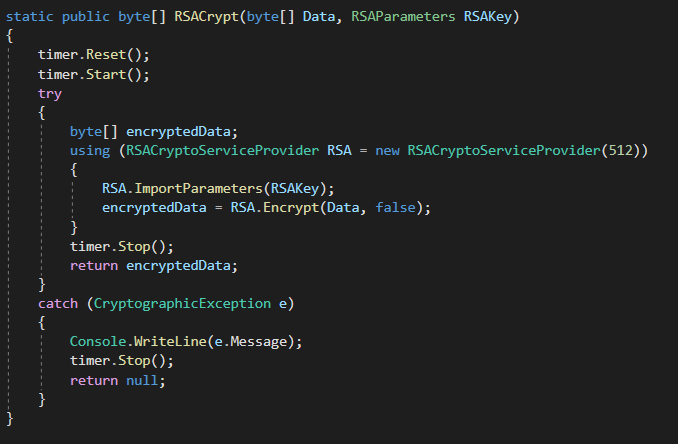 static public byte[] RSACrypt(byte[] Data, RSAParameters RSAKey)
{
timer.Reset();
timer.Start();
try
{
byte[] encryptedData;
using (RSACryptoServiceProvider RSA = new RSACryptoServiceProvider(512))
{
RSA.ImportParameters(RSAKey);
encryptedData = RSA.Encrypt(Data, false);
}
timer.Stop();
return encryptedData;
}
catch (CryptographicException e)
{
Console.WriteLine(e.Message);
timer.Stop();
return null;
}
}